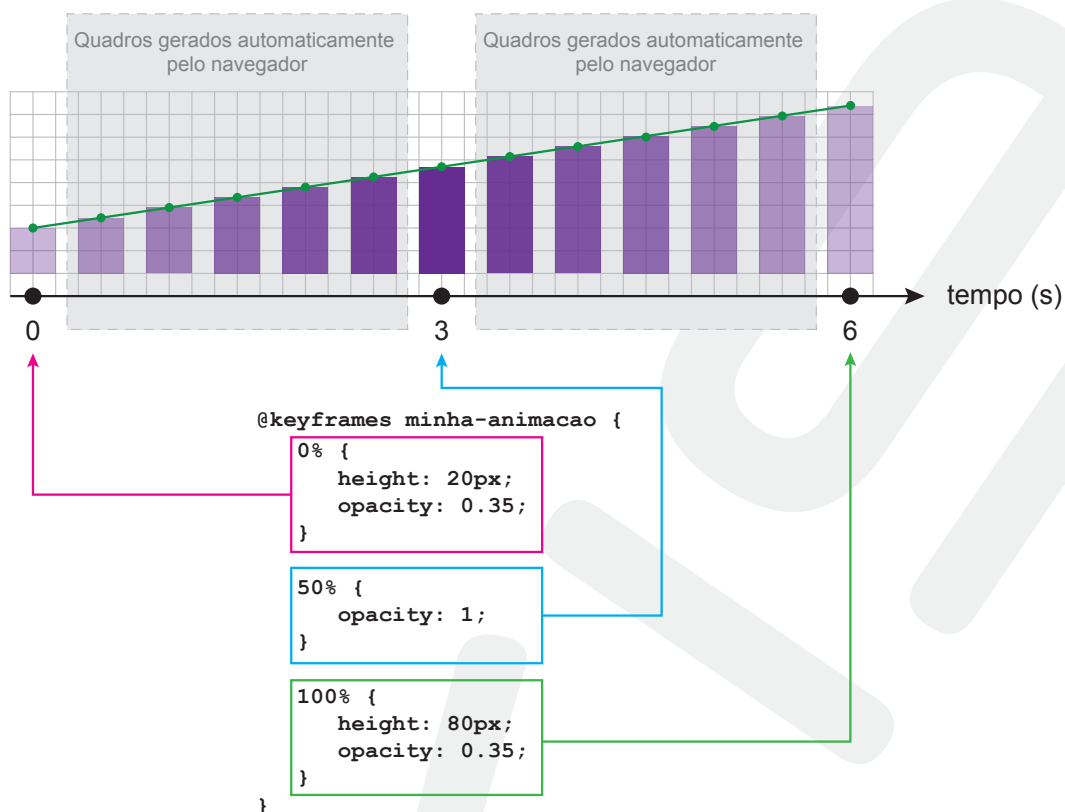 Quadros gerados automaticamente
pelo navegador
Quadros gerados automaticamente
pelo navegador
tempo (s)
0
3
6
@keyframes minha-animacao {
0% {
height: 20px;
opacity: 0.35;
}
50% {
opacity: 1;
}
100% {
height: 80px;
opacity: 0.35;
}
}